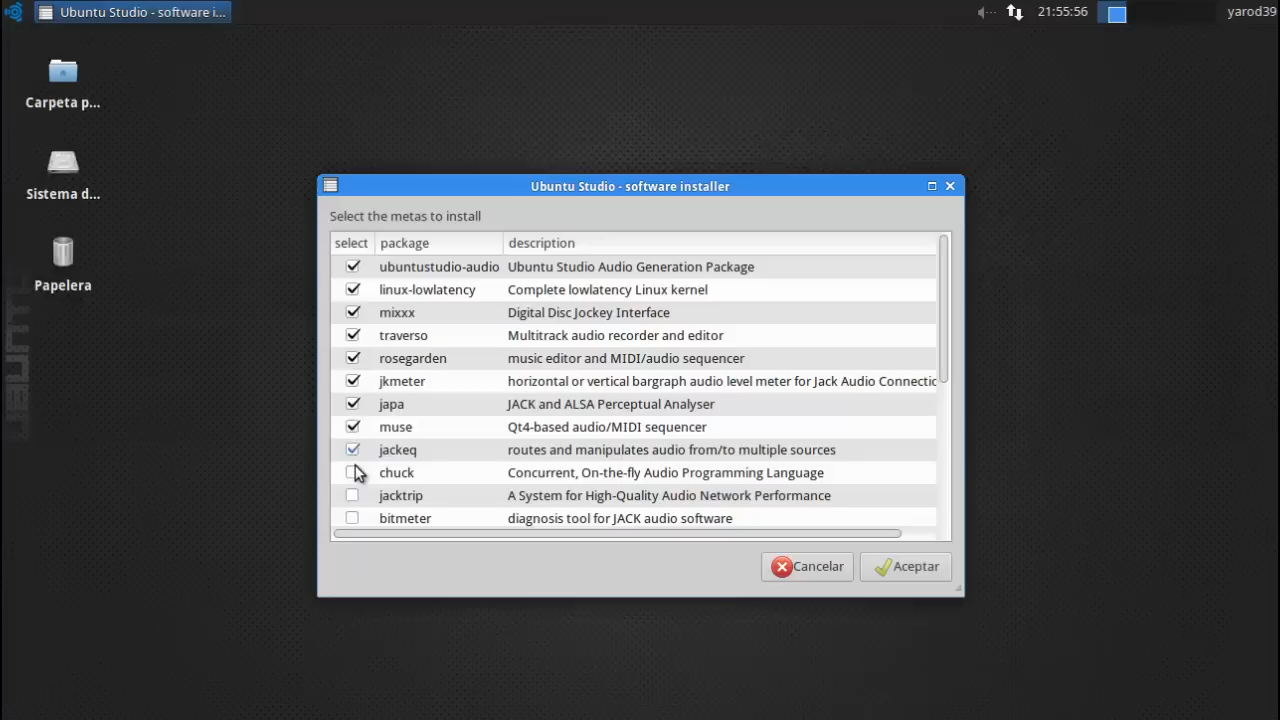 Ubuntu Studio - software i...
21:55:56
yarod39
Carpeta p...
Sistema d...
Papelera
Ubuntu Studio - software installer
Select the metas to install
select package description
ubuntustudio-audio Ubuntu Studio Audio Generation Package
linux-lowlatency Complete lowlatency Linux kernel
mixxx Digital Disc Jockey Interface
traverso Multitrack audio recorder and editor
rosegarden music editor and MIDI/audio sequencer
jkmeter horizontal or vertical bargraph audio level meter for Jack Audio Connectio
japa JACK and ALSA Perceptual Analyser
muse Qt4-based audio/MIDI sequencer
jackeq routes and manipulates audio from/to multiple sources
chuck Concurrent, On-the-fly Audio Programming Language
jacktrip A System for High-Quality Audio Network Performance
bitmeter diagnosis tool for JACK audio software
Cancelar Aceptar